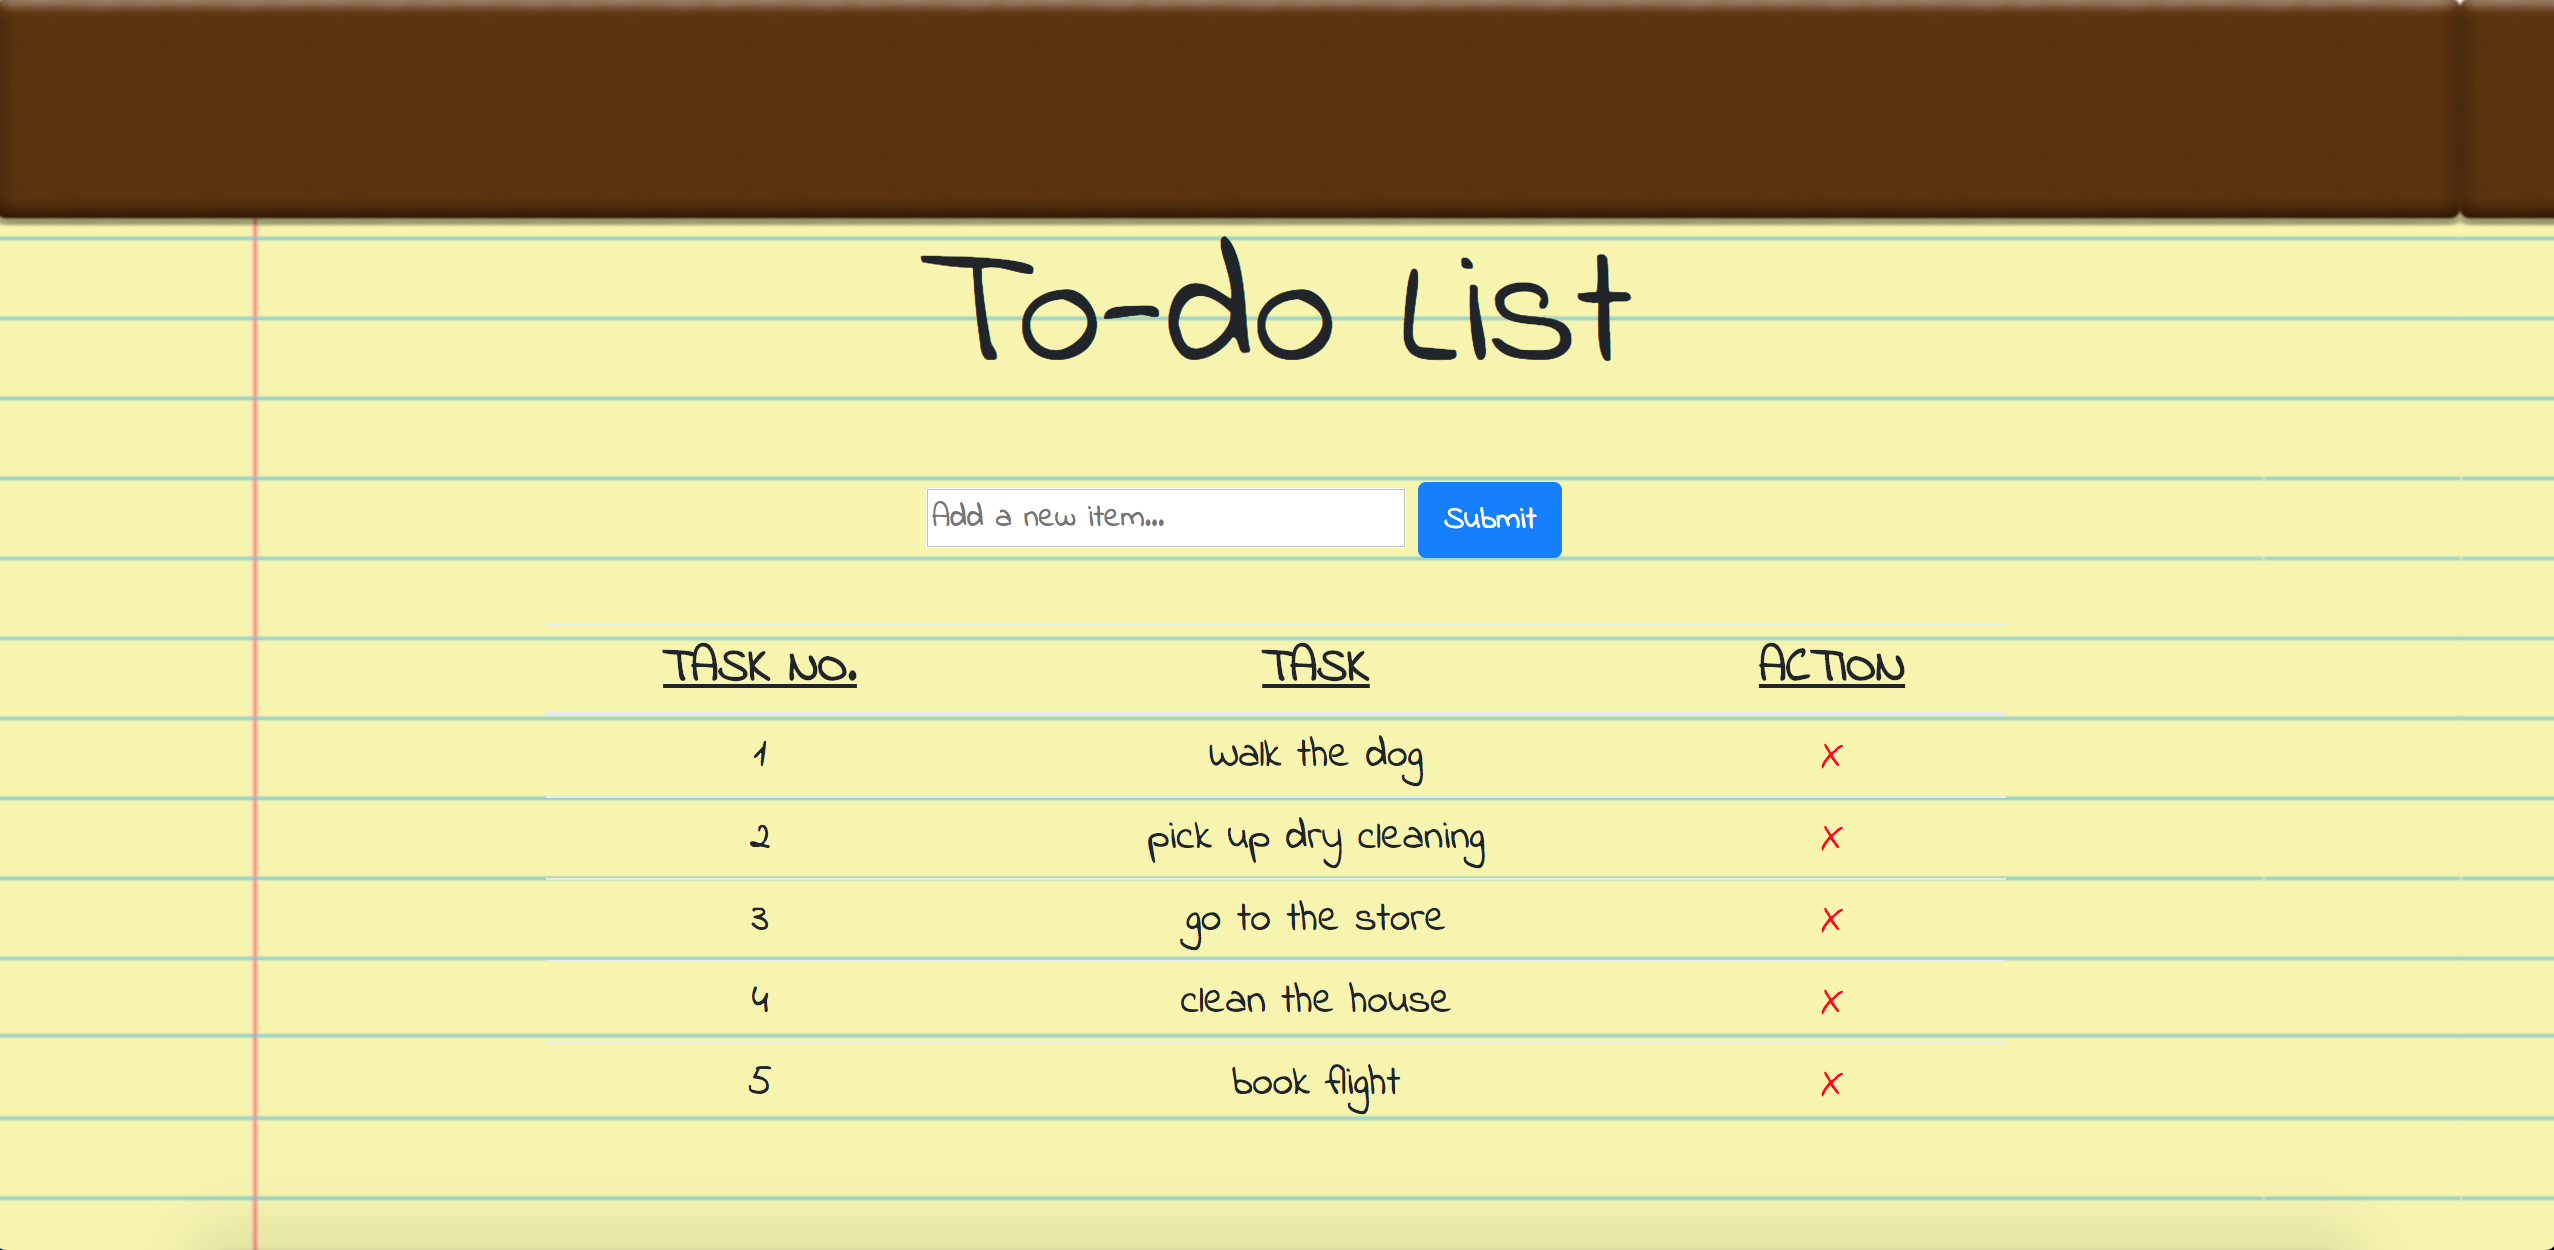 To-do List
Add a new item...
Submit
TASK NO. TASK ACTION
1 walk the dog X
2 pick up dry cleaning X
3 go to the store X
4 clean the house X
5 book flight X